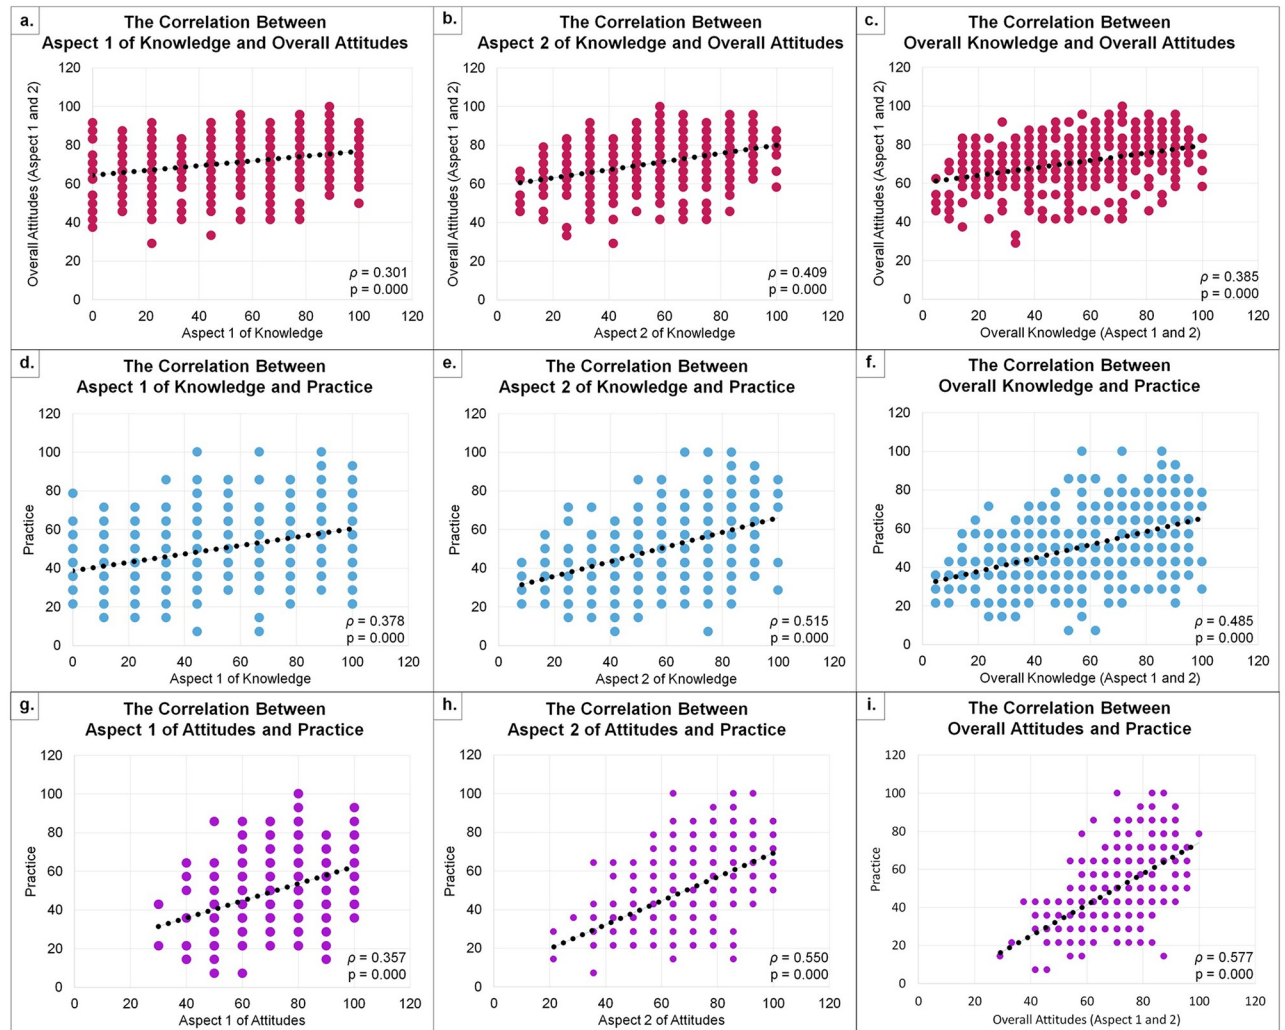 a.
The Correlation Between
Aspect 1 of Knowledge and Overall Attitudes
Overall Attitudes (Aspect 1 and 2)
120
100
80
60
40
20
0
0 20 40 60 80 100 120
ρ = 0.301
p = 0.000
Aspect 1 of Knowledge
b.
The Correlation Between
Aspect 2 of Knowledge and Overall Attitudes
Overall Attitudes (Aspect 1 and 2)
120
100
80
60
40
20
0
0 20 40 60 80 100 120
ρ = 0.409
p = 0.000
Aspect 2 of Knowledge
c.
The Correlation Between
Overall Knowledge and Overall Attitudes
Overall Attitudes (Aspect 1 and 2)
120
100
80
60
40
20
0
0 20 40 60 80 100 120
ρ = 0.385
p = 0.000
Overall Knowledge (Aspect 1 and 2)
d.
The Correlation Between
Aspect 1 of Knowledge and Practice
Practice
120
100
80
60
40
20
0
0 20 40 60 80 100 120
ρ = 0.378
p = 0.000
Aspect 1 of Knowledge
e.
The Correlation Between
Aspect 2 of Knowledge and Practice
Practice
120
100
80
60
40
20
0
0 20 40 60 80 100 120
ρ = 0.515
p = 0.000
Aspect 2 of Knowledge
f.
The Correlation Between
Overall Knowledge and Practice
Practice
120
100
80
60
40
20
0
0 20 40 60 80 100 120
ρ = 0.485
p = 0.000
Overall Knowledge (Aspect 1 and 2)
g.
The Correlation Between
Aspect 1 of Attitudes and Practice
Practice
120
100
80
60
40
20
0
0 20 40 60 80 100 120
ρ = 0.357
p = 0.000
Aspect 1 of Attitudes
h.
The Correlation Between
Aspect 2 of Attitudes and Practice
Practice
120
100
80
60
40
20
0
0 20 40 60 80 100 120
ρ = 0.550
p = 0.000
Aspect 2 of Attitudes
i.
The Correlation Between
Overall Attitudes and Practice
Practice
120
100
80
60
40
20
0
0 20 40 60 80 100 120
ρ = 0.577
p = 0.000
Overall Attitudes (Aspect 1 and 2)